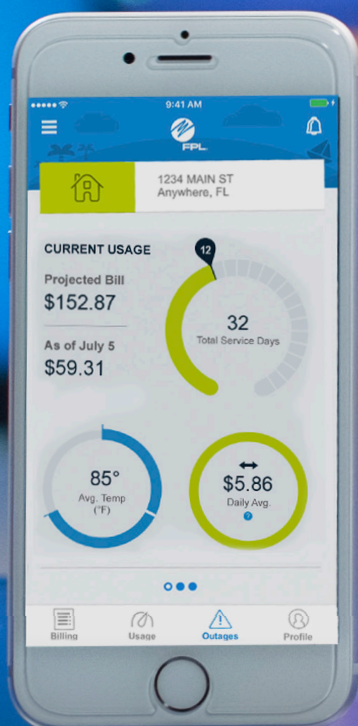 9:41 AM
FPL.
1234 MAIN ST
Anywhere, FL
CURRENT USAGE
12
Projected Bill
$152.87
32
Total Service Days
As of July 5
$59.31
85°
Avg. Temp
(°F)
$5.86
Daily Avg.
?
Billing
Usage
Outages
Profile